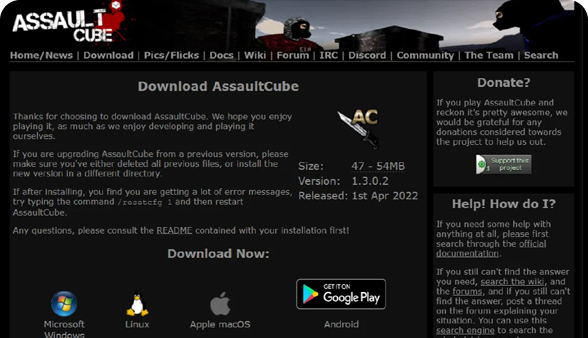 ASSAULT
CUBE
Home/News | Download | Pics/Flicks | Docs | Wiki | Forum | IRC | Discord | Community | The Team | Search
Download AssaultCube
Thanks for choosing to download AssaultCube. We hope you enjoy
playing it, as much as we enjoy developing and playing it
ourselves.
If you are upgrading AssaultCube from a previous version, please
make sure you've either deleted all previous files, or install the
new version in a different directory.
If after installing, you find you are getting a lot of error messages,
try typing the command /resetcfg 1 and then restart
AssaultCube.
Any questions, please consult the README contained with your installation first!
AC
Size: 47 - 54MB
Version: 1.3.0.2
Released: 1st Apr 2022
Download Now:
Microsoft
Windows
Linux
Apple macOS
GET IT ON
Google Play
Android
Donate?
If you play AssaultCube and
reckon it's pretty awesome, we
would be grateful for any
donations considered towards
the project to help us out.
Support this
project
Help! How do I?
If you need some help with
anything at all, please first
search through the official
documentation.
If you still can't find the answer
you need, search the wiki, and
the forums, and if you still can't
find the answer, post a thread
on the forum explaining your
situation. You can use this
search engine to search the